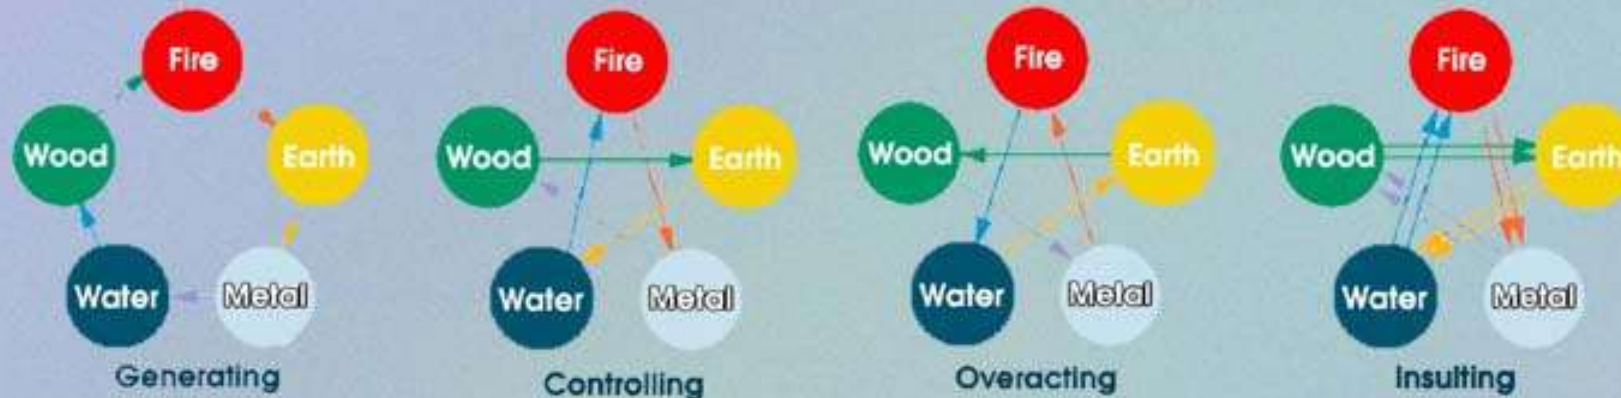 Fire
Wood
Earth
Water
Metal
Generating
Fire
Wood
Earth
Water
Metal
Controlling
Fire
Wood
Earth
Water
Metal
Overacting
Fire
Wood
Earth
Water
Metal
Insulting